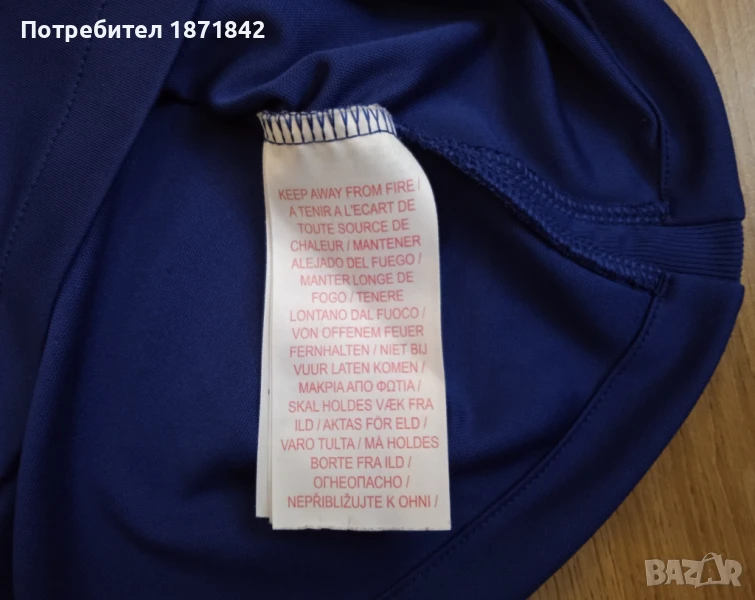 Потребител 1871842
KEEP AWAY FROM FIRE /
A TENIR A L'ECART DE
TOUTE SOURCE DE
CHALEUR / MANTENER
ALEJADO DEL FUEGO /
MANTER LONGE DE
FOGO / TENERE
LONTANO DAL FUOCO /
VON OFFENEM FEUER
FERNHALTEN / NIET BIJ
VUUR LATEN KOMEN /
ΜΑΚΡΙΑ ΑΠΟ ΦΩΤΙΑ /
SKAL HOLDES VÆK FRA
ILD / AKTAS FÖR ELD /
VARO TULTA / MÅ HOLDES
BORTE FRA ILD /
ОГНЕОПАСНО /
NEPŘIBLIŽUJTE K OHNI /
BAZAR